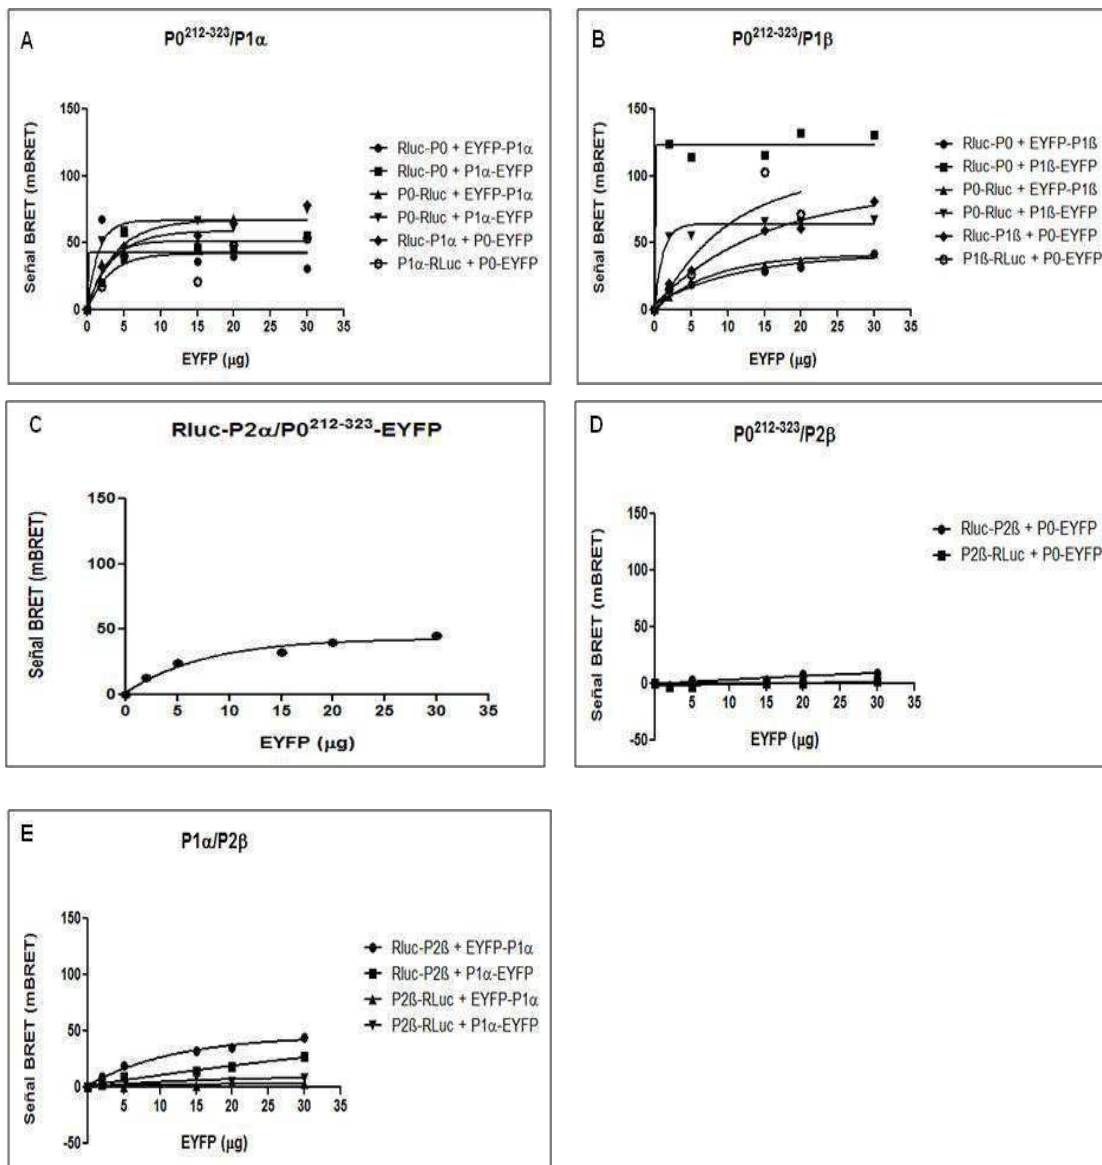 A
P0²¹²⁻³²³/P1α
Señal BRET (mBRET)
150
100
50
0
0 5 10 15 20 25 30 35
EYFP (µg)
Rluc-P0 + EYFP-P1α
Rluc-P0 + P1α-EYFP
P0-Rluc + EYFP-P1α
P0-Rluc + P1α-EYFP
Rluc-P1α + P0-EYFP
P1α-RLuc + P0-EYFP
B
P0²¹²⁻³²³/P1β
Señal BRET (mBRET)
150
100
50
0
0 5 10 15 20 25 30 35
EYFP (µg)
Rluc-P0 + EYFP-P1ß
Rluc-P0 + P1ß-EYFP
P0-Rluc + EYFP-P1ß
P0-Rluc + P1ß-EYFP
Rluc-P1ß + P0-EYFP
P1ß-RLuc + P0-EYFP
C
Rluc-P2α/P0²¹²⁻³²³-EYFP
Señal BRET (mBRET)
150
100
50
0
0 5 10 15 20 25 30 35
EYFP (µg)
D
P0²¹²⁻³²³/P2β
Señal BRET (mBRET)
150
100
50
0
-50
5 10 15 20 25 30 35
EYFP (µg)
Rluc-P2ß + P0-EYFP
P2ß-RLuc + P0-EYFP
E
P1α/P2β
Señal BRET (mBRET)
150
100
50
0
-50
5 10 15 20 25 30 35
EYFP (µg)
Rluc-P2ß + EYFP-P1α
Rluc-P2ß + P1α-EYFP
P2ß-RLuc + EYFP-P1α
P2ß-RLuc + P1α-EYFP